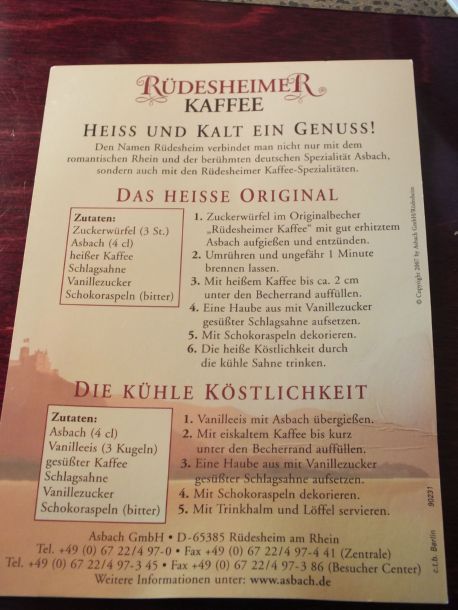 RÜDESHEIMER
KAFFEE
HEISS UND KALT EIN GENUSS!
Den Namen Rüdesheim verbindet man nicht nur mit dem
romantischen Rhein und der berühmten deutschen Spezialität Asbach,
sondern auch mit den Rüdesheimer Kaffee-Spezialitäten.
DAS HEISSE ORIGINAL
Zutaten:
Zuckerwürfel (3 St.)
Asbach (4 cl)
heißer Kaffee
Schlagsahne
Vanillezucker
Schokoraspeln (bitter)
1. Zuckerwürfel im Originalbecher
„Rüdesheimer Kaffee“ mit gut erhitztem
Asbach aufgießen und entzünden.
2. Umrühren und ungefähr 1 Minute
brennen lassen.
3. Mit heißem Kaffee bis ca. 2 cm
unter den Becherrand auffüllen.
4. Eine Haube aus mit Vanillezucker
gesüßter Schlagsahne aufsetzen.
5. Mit Schokoraspeln dekorieren.
6. Die heiße Köstlichkeit durch
die kühle Sahne trinken.
© Copyright 2007 by Asbach GmbH/Rüdesheim
DIE KÜHLE KÖSTLICHKEIT
Zutaten:
Asbach (4 cl)
Vanilleeis (3 Kugeln)
gesüßter Kaffee
Schlagsahne
Vanillezucker
Schokoraspeln (bitter)
1. Vanilleeis mit Asbach übergießen.
2. Mit eiskaltem Kaffee bis kurz
unter den Becherrand auffüllen.
3. Eine Haube aus mit Vanillezucker
gesüßter Schlagsahne aufsetzen.
4. Mit Schokoraspeln dekorieren.
5. Mit Trinkhalm und Löffel servieren.
90231
c.t.b. Berlin
Asbach GmbH • D-65385 Rüdesheim am Rhein
Tel. +49 (0) 67 22/4 97-0 • Fax +49 (0) 67 22/4 97-4 41 (Zentrale)
Tel. +49 (0) 67 22/4 97-3 45 • Fax +49 (0) 67 22/4 97-3 86 (Besucher Center)
Weitere Informationen unter: www.asbach.de